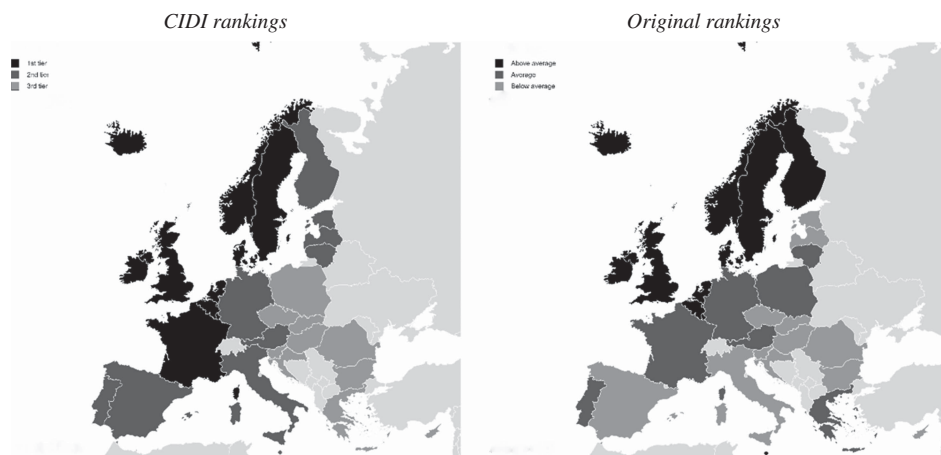 CIDI rankings
Original rankings
1st tier
2nd tier
3rd tier
Above average
Average
Below average